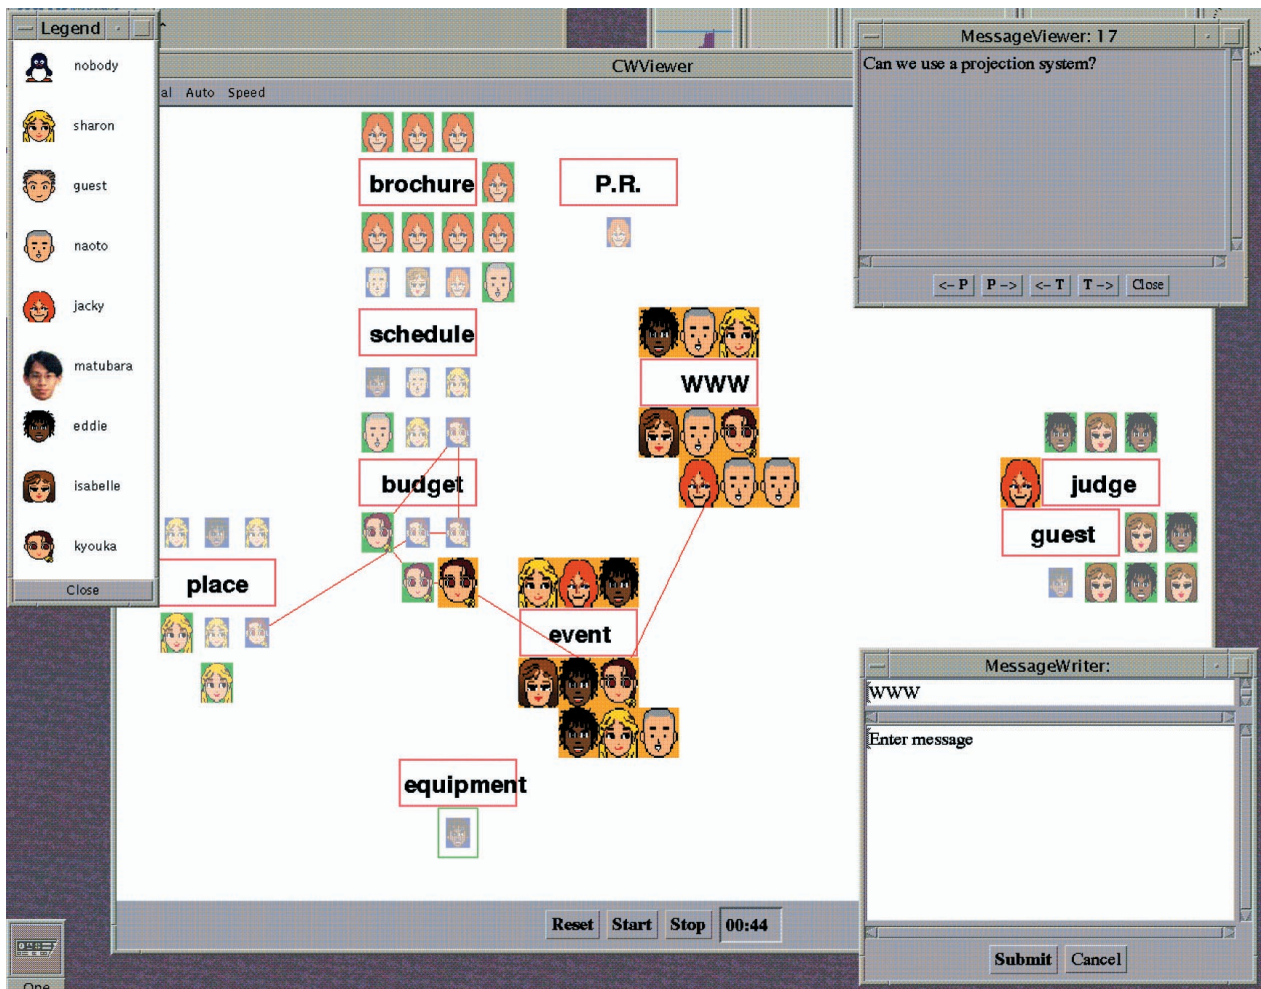 Legend
nobody
sharon
guest
naoto
jacky
matubara
eddie
isabelle
kyouka
Close
CWViewer
al Auto Speed
brochure
P.R.
schedule
WWW
budget
judge
guest
place
event
equipment
Reset Start Stop 00:44
MessageViewer: 17
Can we use a projection system?
<- P P -> <- T T -> Close
MessageWriter:
WWW
Enter message
Submit Cancel